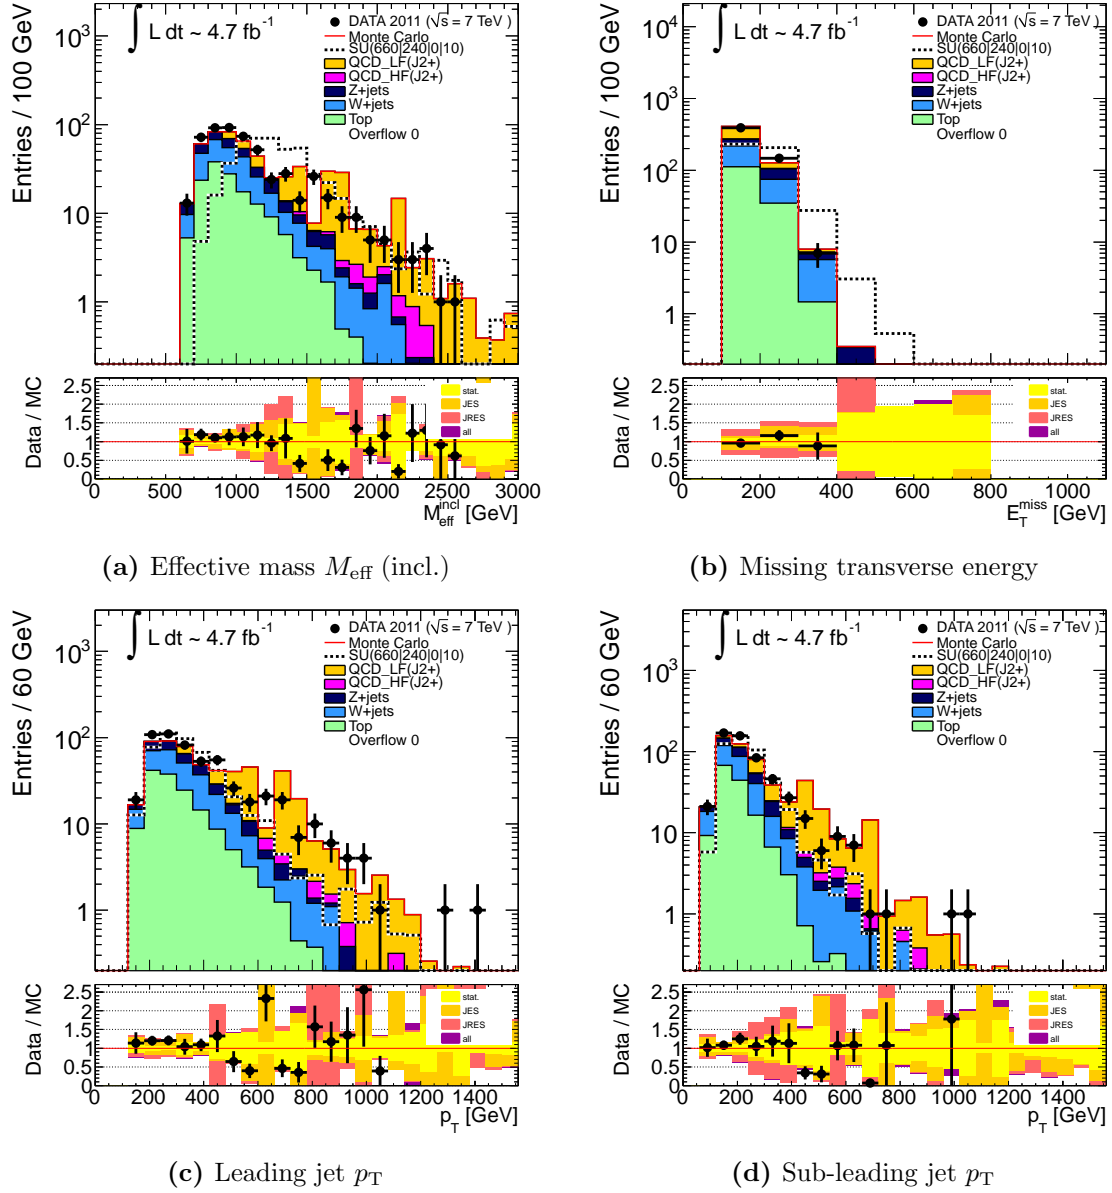 ∫ L dt ~ 4.7 fb⁻¹
DATA 2011 (√s = 7 TeV )
Monte Carlo
SU(660|240|0|10)
QCD_LF(J2+)
QCD_HF(J2+)
Z+jets
W+jets
Top
Overflow 0
Entries / 100 GeV
10³
10²
10
1
Data / MC
2.5
2
1.5
1
0.5
0
stat.
JES
JRES
all
0 500 1000 1500 2000 2500 3000
M_eff^incl [GeV]
(a) Effective mass M_eff (incl.)
∫ L dt ~ 4.7 fb⁻¹
DATA 2011 (√s = 7 TeV )
Monte Carlo
SU(660|240|0|10)
QCD_LF(J2+)
QCD_HF(J2+)
Z+jets
W+jets
Top
Overflow 0
Entries / 100 GeV
10⁴
10³
10²
10
1
Data / MC
2.5
2
1.5
1
0.5
0
stat.
JES
JRES
all
0 200 400 600 800 1000
E_T^miss [GeV]
(b) Missing transverse energy
∫ L dt ~ 4.7 fb⁻¹
DATA 2011 (√s = 7 TeV )
Monte Carlo
SU(660|240|0|10)
QCD_LF(J2+)
QCD_HF(J2+)
Z+jets
W+jets
Top
Overflow 0
Entries / 60 GeV
10³
10²
10
1
Data / MC
2.5
2
1.5
1
0.5
0
stat.
JES
JRES
all
0 200 400 600 800 1000 1200 1400
p_T [GeV]
(c) Leading jet p_T
∫ L dt ~ 4.7 fb⁻¹
DATA 2011 (√s = 7 TeV )
Monte Carlo
SU(660|240|0|10)
QCD_LF(J2+)
QCD_HF(J2+)
Z+jets
W+jets
Top
Overflow 0
Entries / 60 GeV
10³
10²
10
1
Data / MC
2.5
2
1.5
1
0.5
0
stat.
JES
JRES
all
0 200 400 600 800 1000 1200 1400
p_T [GeV]
(d) Sub-leading jet p_T